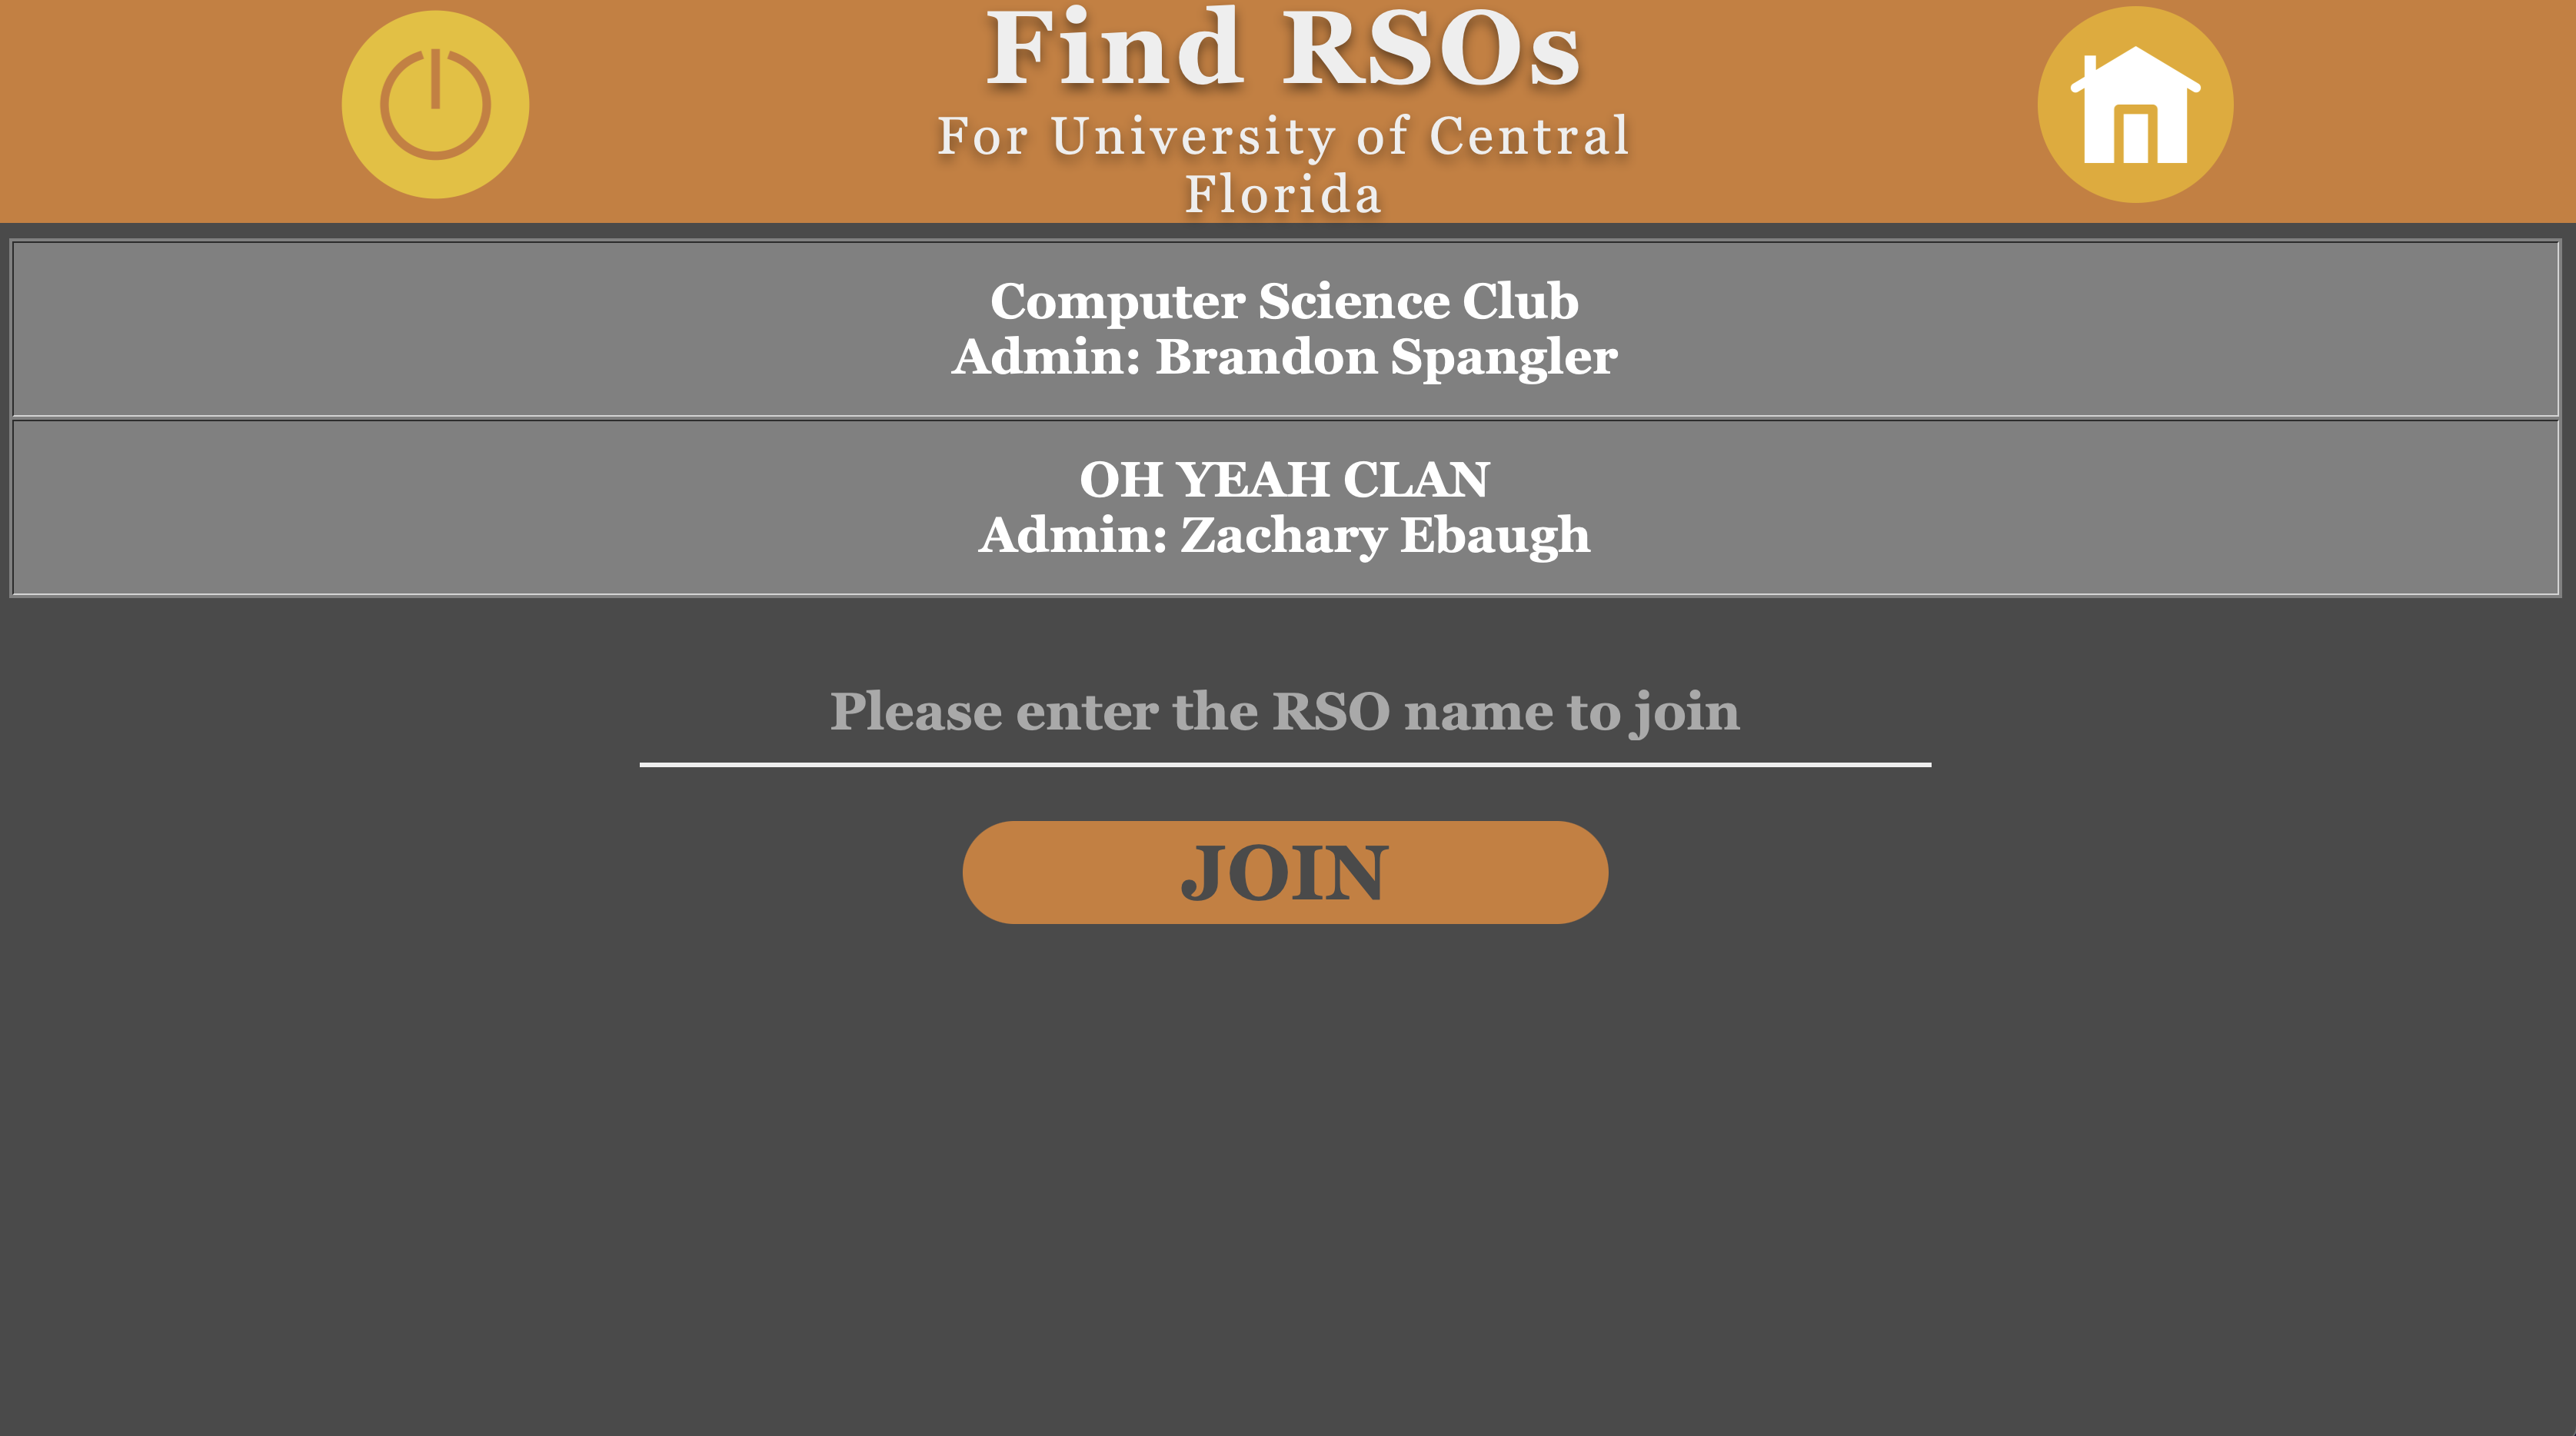 Find RSOs
For University of Central
Florida
Computer Science Club
Admin: Brandon Spangler
OH YEAH CLAN
Admin: Zachary Ebaugh
Please enter the RSO name to join
JOIN